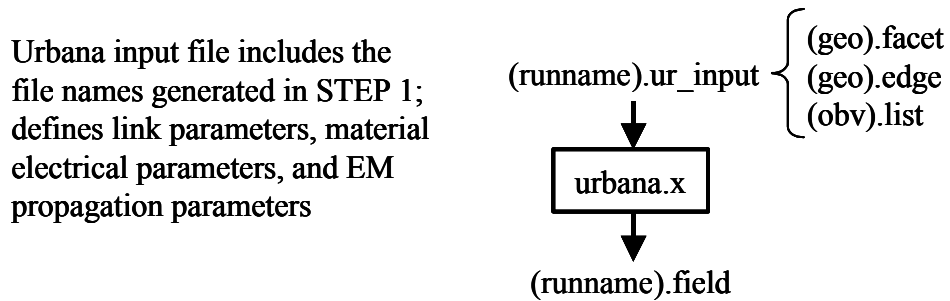 Urbana input file includes the
file names generated in STEP 1;
defines link parameters, material
electrical parameters, and EM
propagation parameters
(runname).ur_input
(geo).facet
(geo).edge
(obv).list
urbana.x
(runname).field